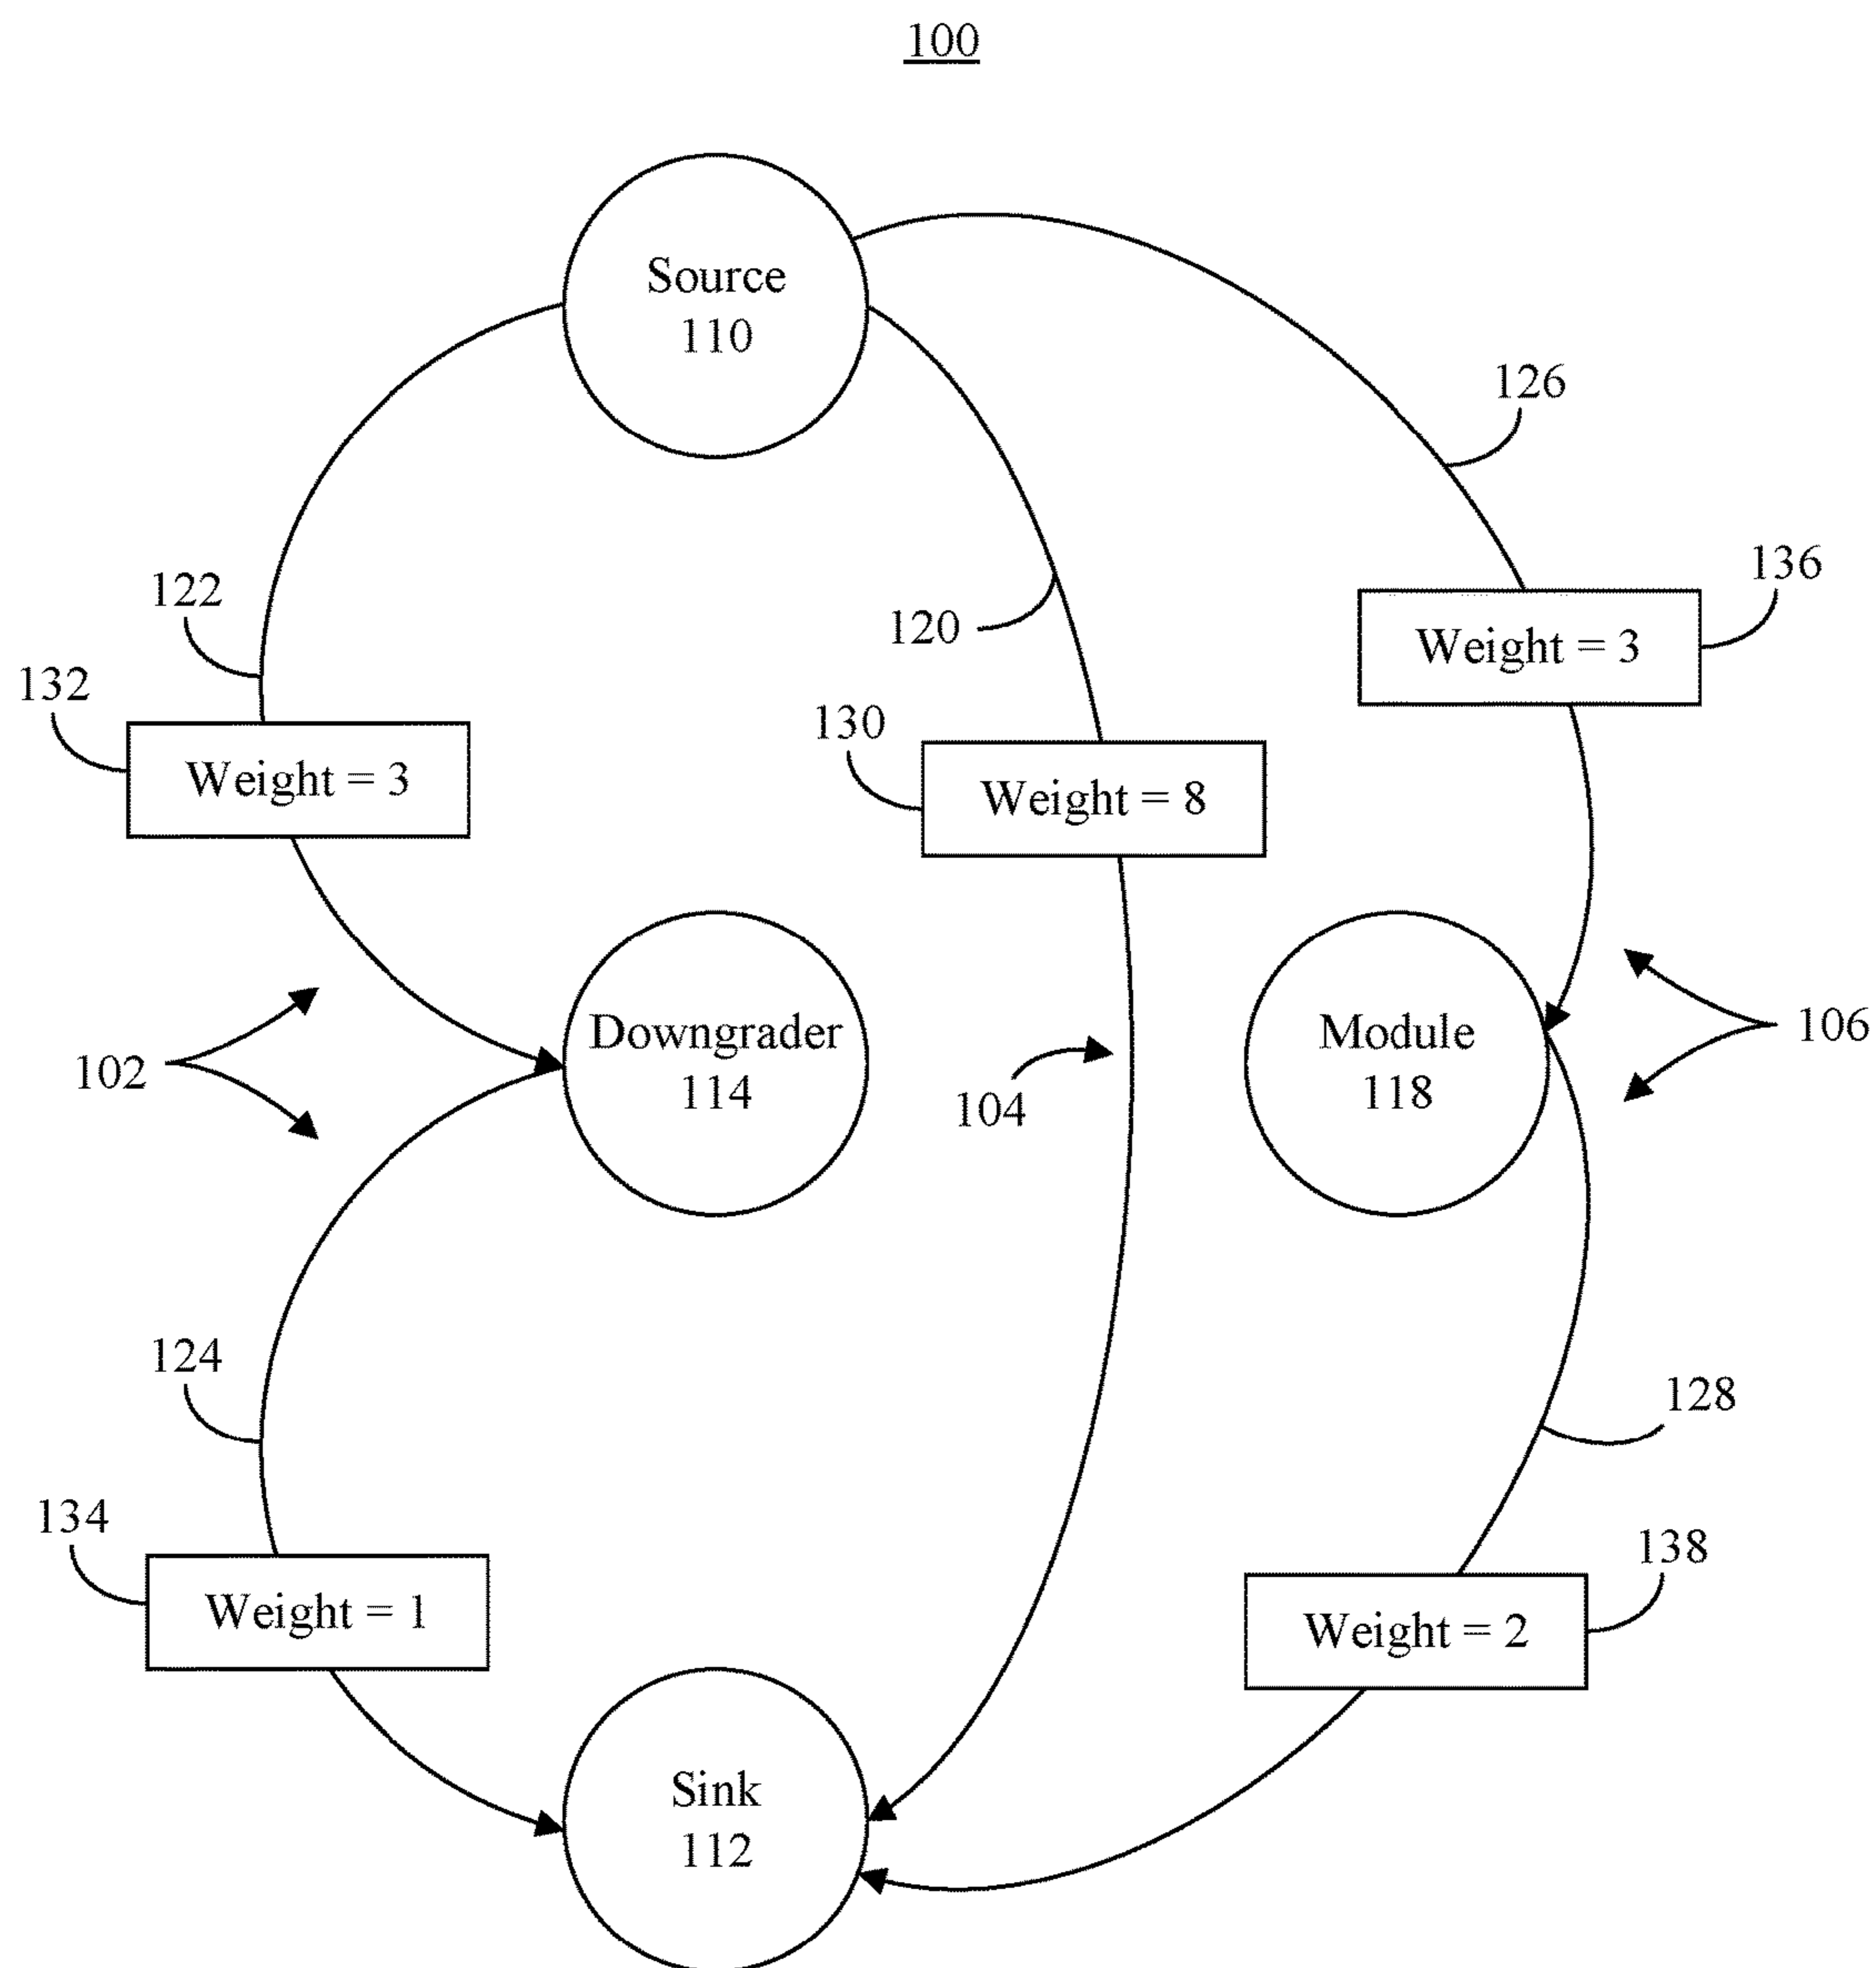 100
Source
110
126
136
122
120
Weight = 3
132
130
Weight = 3
Weight = 8
Downgrader
114
Module
118
102
104
106
124
128
134
138
Weight = 1
Weight = 2
Sink
112